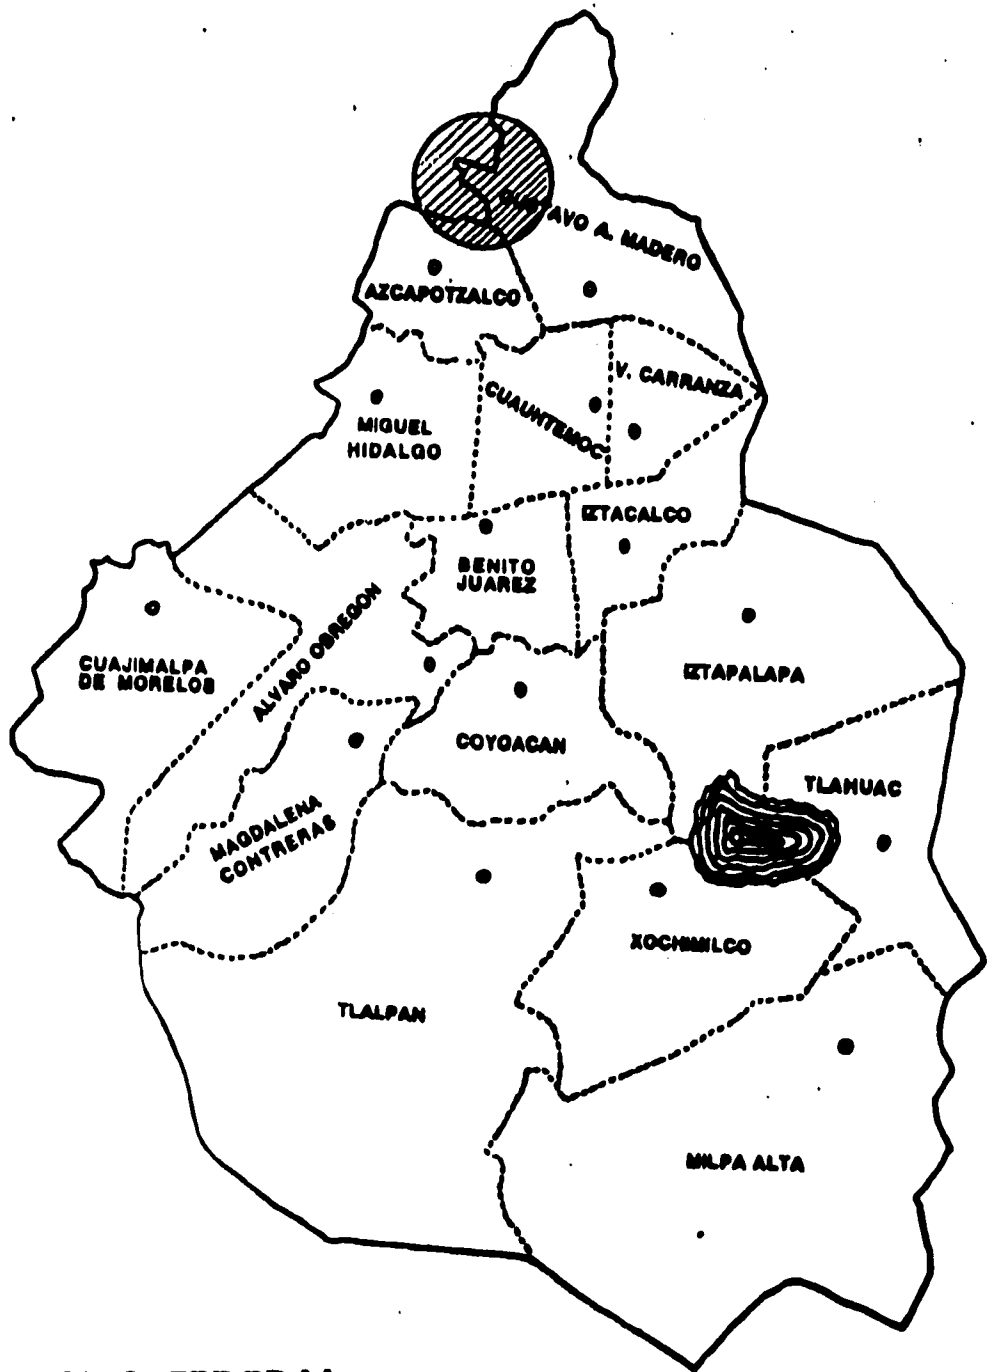 GUSTAVO A. MADERO
AZCAPOTZALCO
V. CARRANZA
CUAUHTEMOC
MIGUEL
HIDALGO
IZTACALCO
BENITO
JUAREZ
ALVARO OBREGON
CUAJIMALPA
DE MORELOS
IZTAPALAPA
COYOACAN
TLAHUAC
MAGDALENA
CONTRERAS
XOCHIMILCO
TLALPAN
MILPA ALTA